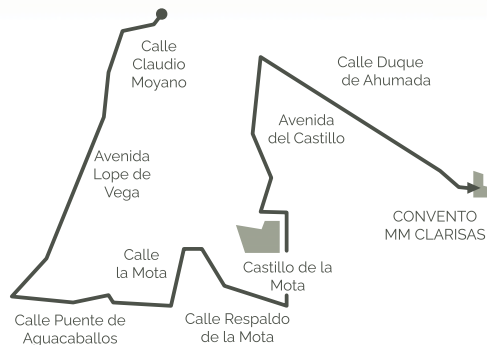 Calle
Claudio
Moyano
Calle Duque
de Ahumada
Avenida
del Castillo
Avenida
Lope de
Vega
CONVENTO
MM CLARISAS
Calle
la Mota
Castillo de la
Mota
Calle Puente de
Aguacaballos
Calle Respaldo
de la Mota